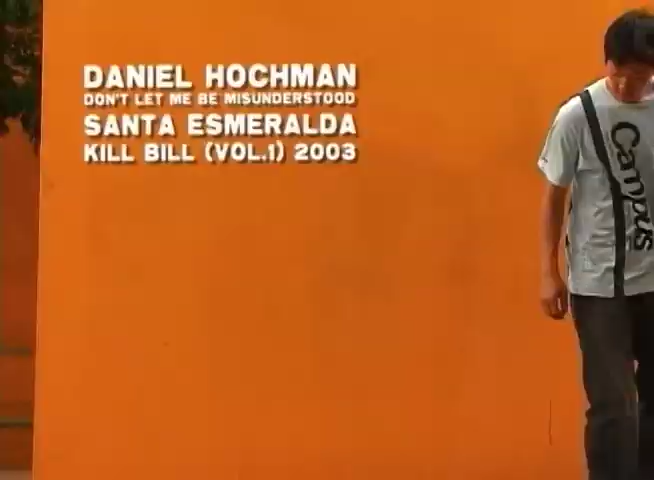 DANIEL HOCHMAN
DON'T LET ME BE MISUNDERSTOOD
SANTA ESMERALDA
KILL BILL (VOL.1) 2003
Campus